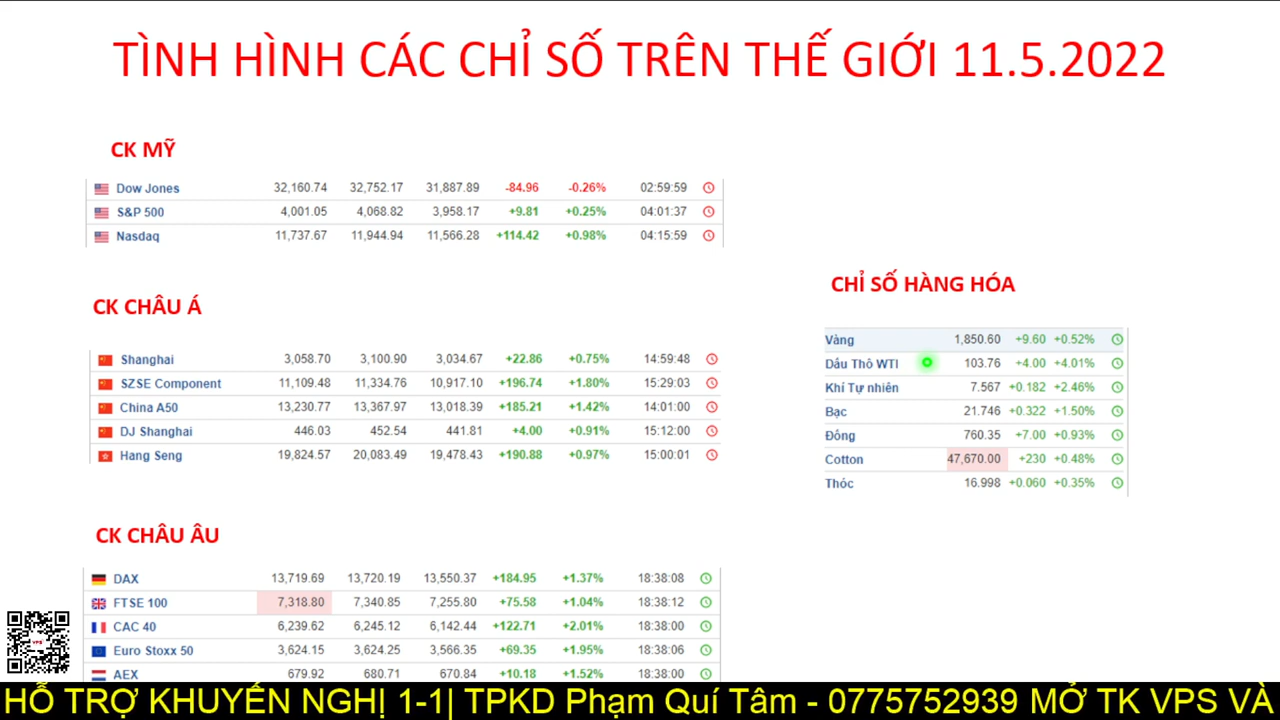 TÌNH HÌNH CÁC CHỈ SỐ TRÊN THẾ GIỚI 11.5.2022
CK MỸ
Dow Jones 32,160.74 32,752.17 31,887.89 -84.96 -0.26% 02:59:59
S&P 500 4,001.05 4,068.82 3,958.17 +9.81 +0.25% 04:01:37
Nasdaq 11,737.67 11,944.94 11,566.28 +114.42 +0.98% 04:15:59
CK CHÂU Á
Shanghai 3,058.70 3,100.90 3,034.67 +22.86 +0.75% 14:59:48
SZSE Component 11,109.48 11,334.76 10,917.10 +196.74 +1.80% 15:29:03
China A50 13,230.77 13,367.97 13,018.39 +185.21 +1.42% 14:01:00
DJ Shanghai 446.03 452.54 441.81 +4.00 +0.91% 15:12:00
Hang Seng 19,824.57 20,083.49 19,478.43 +190.88 +0.97% 15:00:01
CK CHÂU ÂU
DAX 13,719.69 13,720.19 13,550.37 +184.95 +1.37% 18:38:08
FTSE 100 7,318.80 7,340.85 7,255.80 +75.58 +1.04% 18:38:12
CAC 40 6,239.62 6,245.12 6,142.44 +122.71 +2.01% 18:38:00
Euro Stoxx 50 3,624.15 3,624.25 3,566.35 +69.35 +1.95% 18:38:06
AEX 679.92 680.71 670.84 +10.18 +1.52% 18:38:00
CHỈ SỐ HÀNG HÓA
Vàng 1,850.60 +9.60 +0.52%
Dầu Thô WTI 103.76 +4.00 +4.01%
Khí Tự nhiên 7.567 +0.182 +2.46%
Bạc 21.746 +0.322 +1.50%
Đồng 760.35 +7.00 +0.93%
Cotton 47,670.00 +230 +0.48%
Thóc 16.998 +0.060 +0.35%
VPS
HỖ TRỢ KHUYẾN NGHỊ 1-1| TPKD Phạm Quí Tâm - 0775752939 MỞ TK VPS VÀ